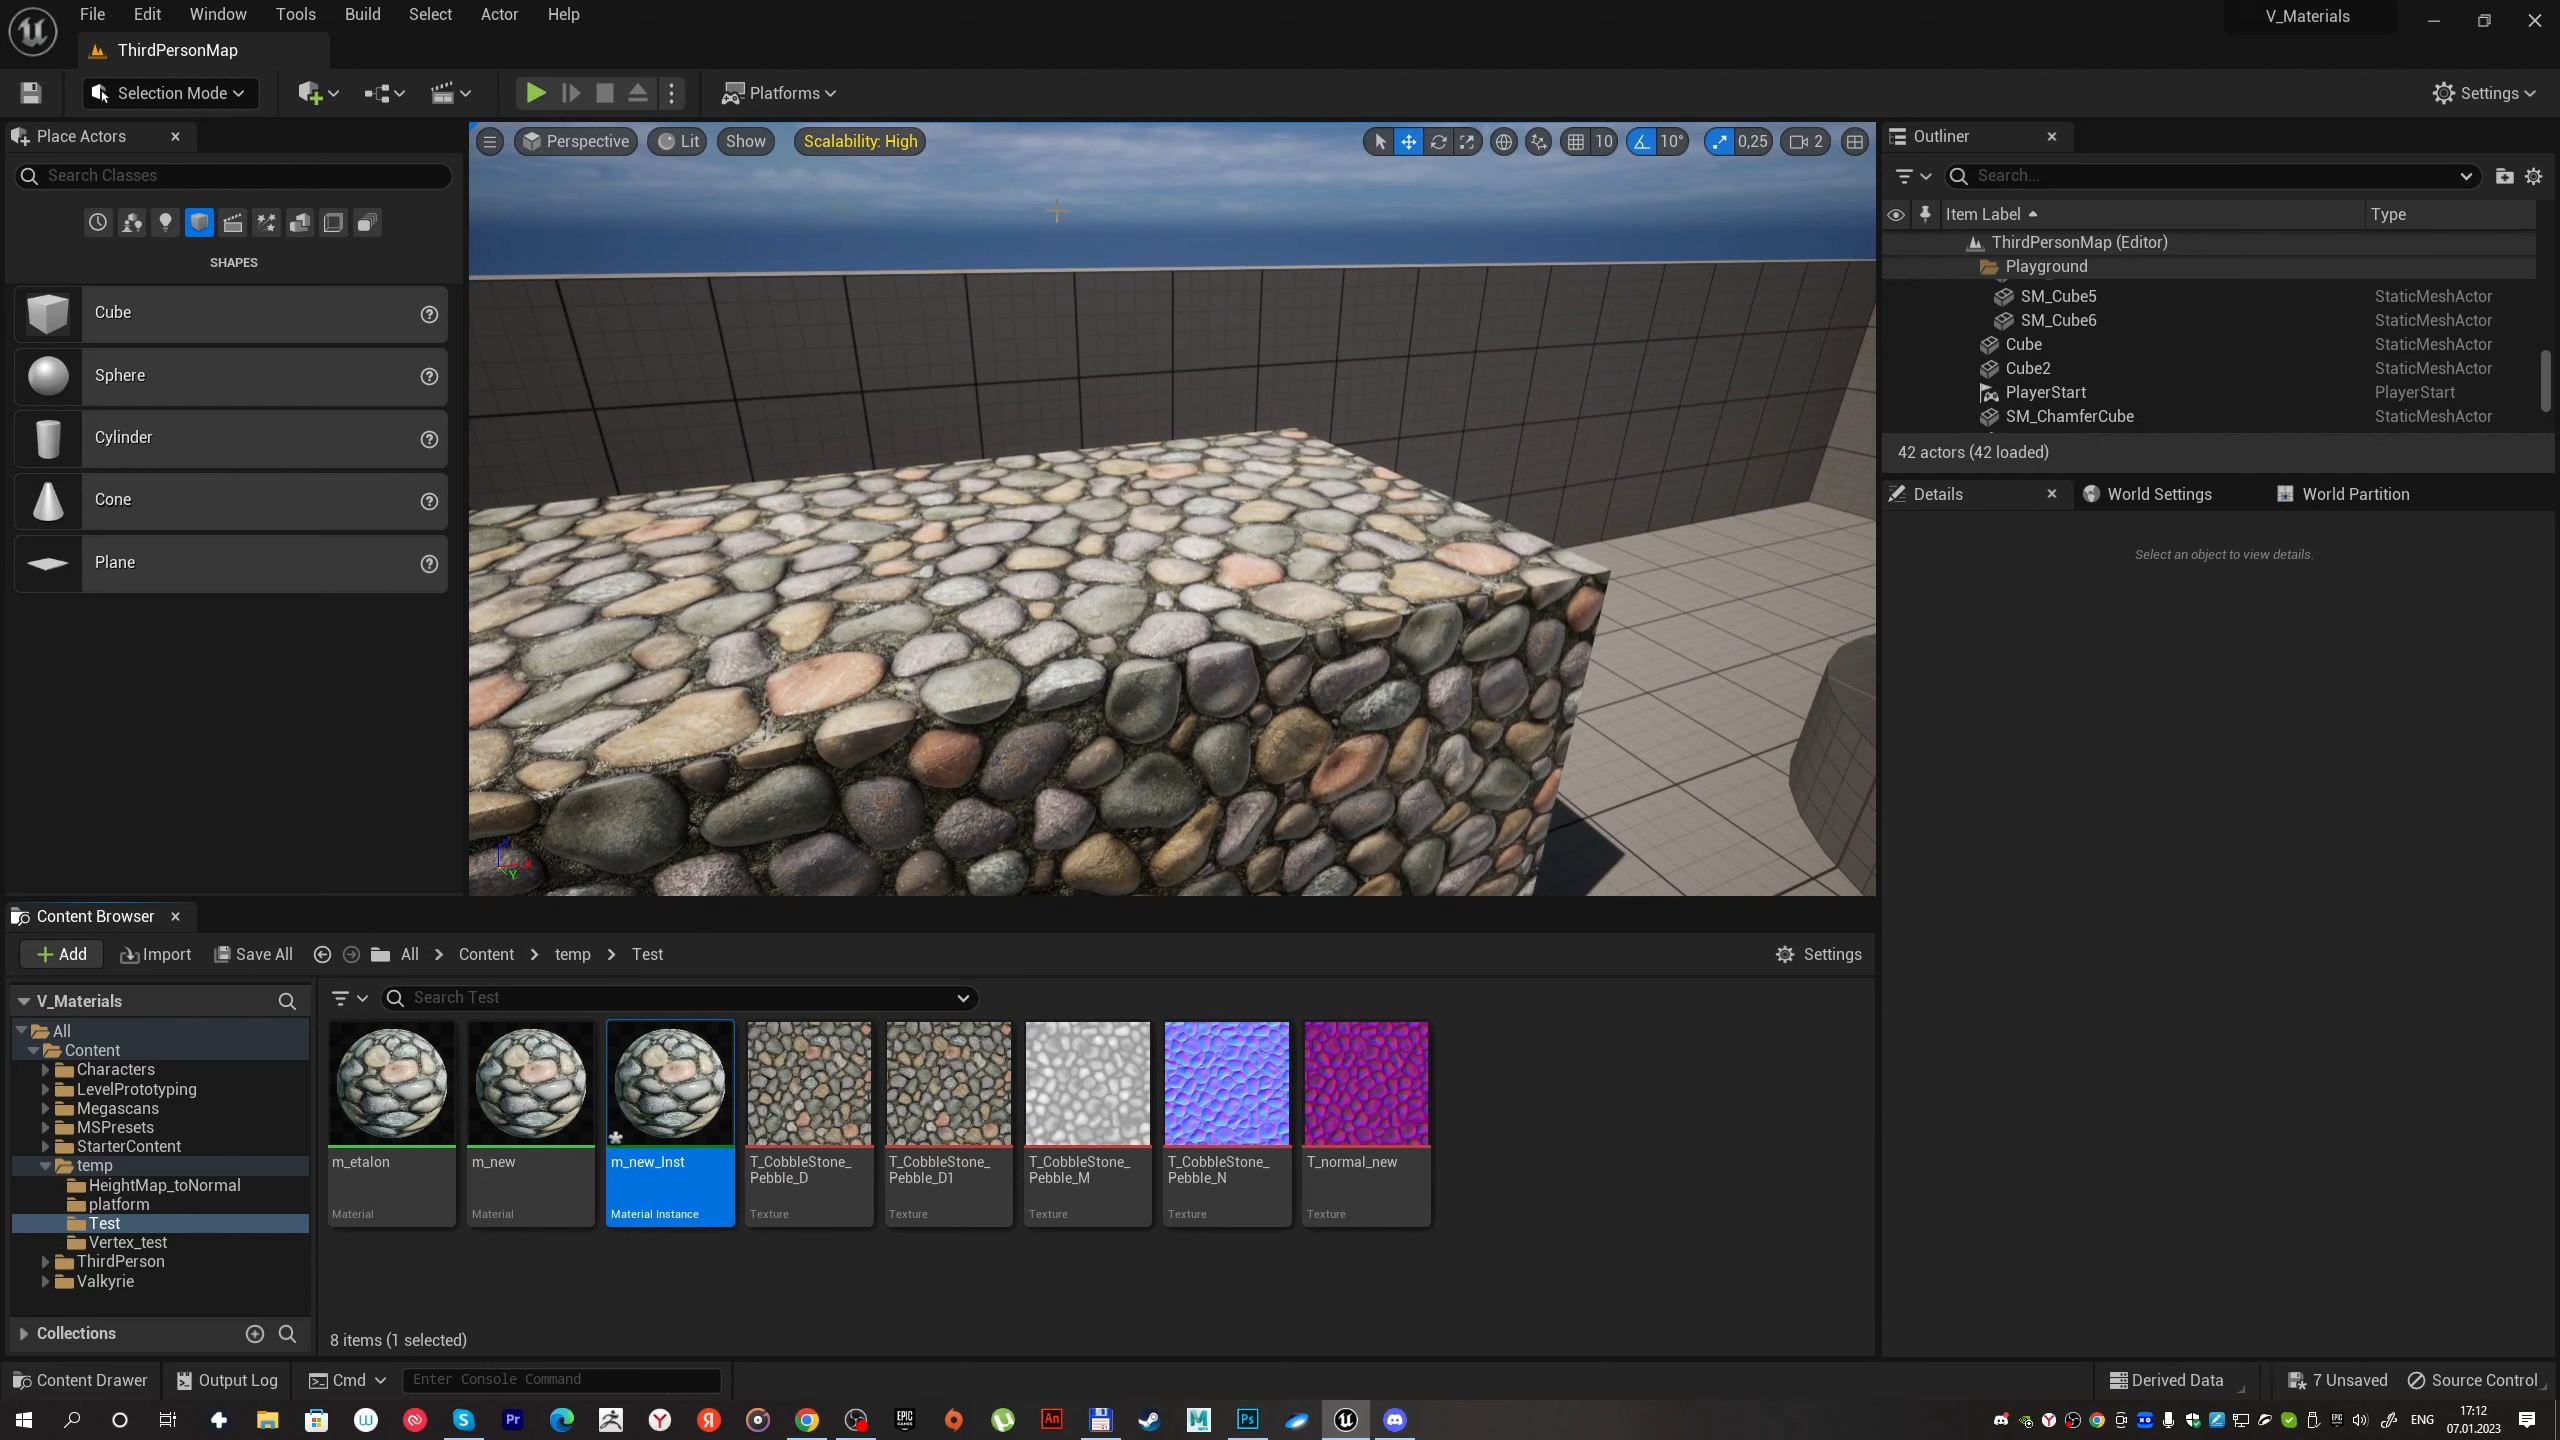 File Edit Window Tools Build Select Actor Help
V_Materials
ThirdPersonMap
Selection Mode
Platforms
Settings
Place Actors
Search Classes
SHAPES
Cube
Sphere
Cylinder
Cone
Plane
Perspective Lit Show Scalability: High
10 10° 0,25 2
Outliner
Search...
Item Label Type
ThirdPersonMap (Editor)
Playground
SM_Cube5 StaticMeshActor
SM_Cube6 StaticMeshActor
Cube StaticMeshActor
Cube2 StaticMeshActor
PlayerStart PlayerStart
SM_ChamferCube StaticMeshActor
42 actors (42 loaded)
Details World Settings World Partition
Select an object to view details.
Content Browser
Add Import Save All All Content temp Test
Settings
V_Materials
All
Content
Characters
LevelPrototyping
Megascans
MSPresets
StarterContent
temp
HeightMap_toNormal
platform
Test
Vertex_test
ThirdPerson
Valkyrie
Collections
Search Test
m_etalon
Material
m_new
Material
m_new_Inst
Material Instance
T_CobbleStone_
Pebble_D
Texture
T_CobbleStone_
Pebble_D1
Texture
T_CobbleStone_
Pebble_M
Texture
T_CobbleStone_
Pebble_N
Texture
T_normal_new
Texture
8 items (1 selected)
Content Drawer Output Log Cmd Enter Console Command
Derived Data 7 Unsaved Source Control
Pr
An
Ps
ENG
17:12
07.01.2023